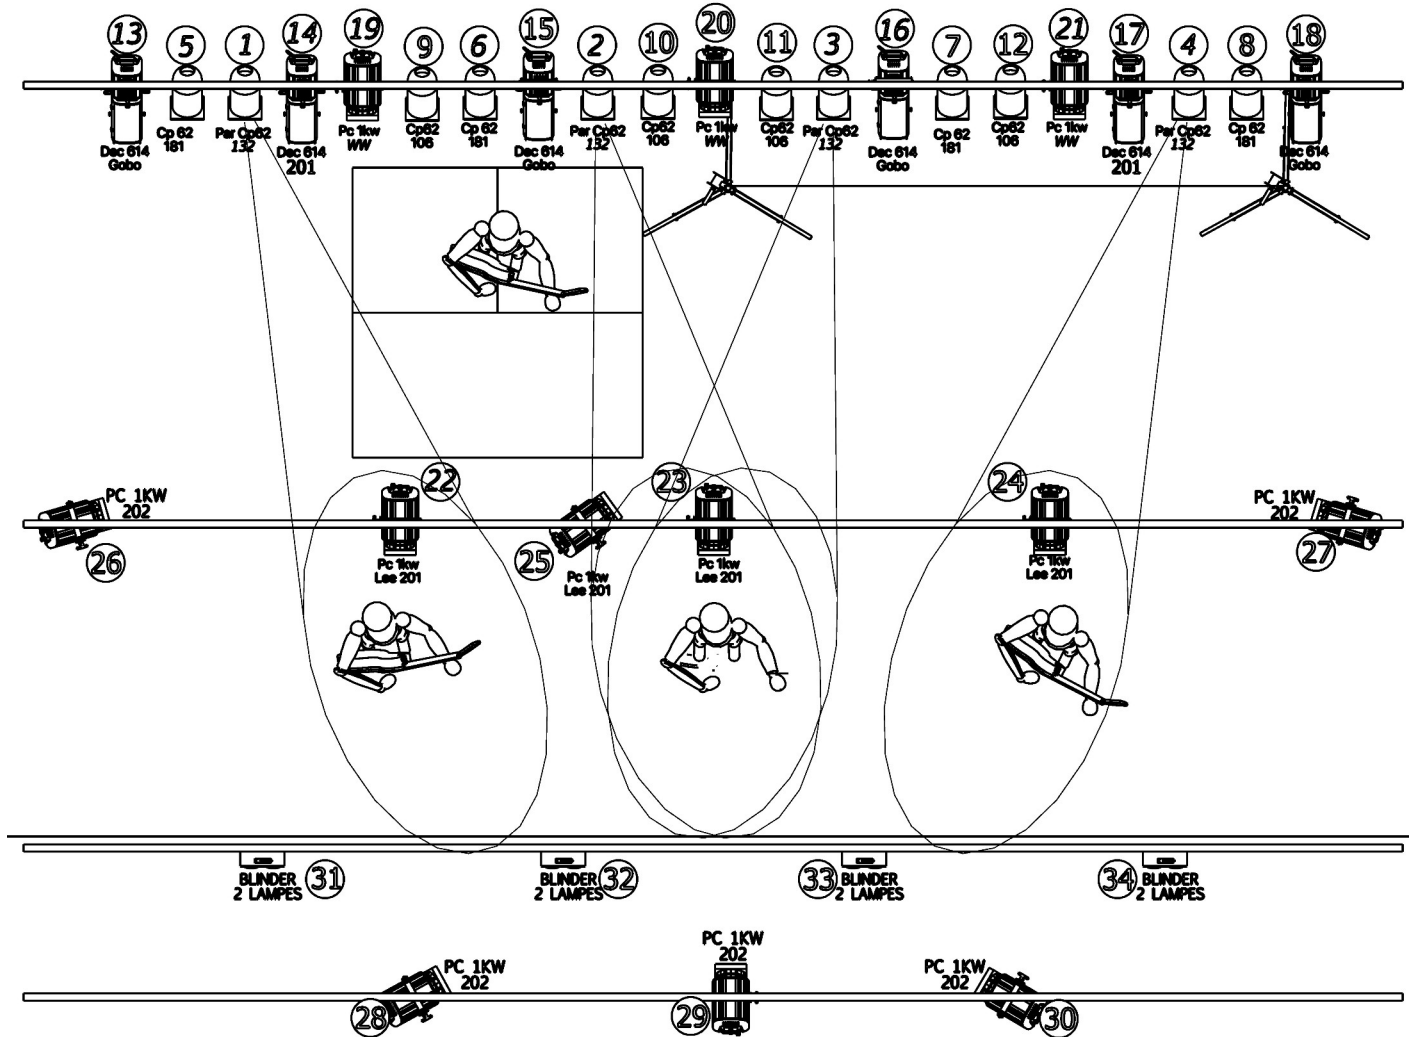 13 5 1 14 19 9 6 15 2 10 20 11 3 16 7 12 21 17 4 8 18
Dec 614
Gobo
Cp 62
181
Par Cp62
132
Dec 614
201
Pc 1kw
WW
Cp62
106
Cp 62
181
Dec 614
Gobo
Par Cp62
132
Cp62
106
Pc 1kw
WW
Cp62
106
Par Cp62
132
Dec 614
Gobo
Cp 62
181
Cp62
106
Pc 1kw
WW
Dec 614
201
Par Cp62
132
Cp62
181
Dec 614
Gobo
PC 1KW
202
26
22
25
Pc 1kw
Lee 201
Pc 1kw
Lee 201
23
Pc 1kw
Lee 201
24
Pc 1kw
Lee 201
PC 1KW
202
27
BLINDER
2 LAMPES
31
BLINDER
2 LAMPES
32
33
BLINDER
2 LAMPES
34
BLINDER
2 LAMPES
PC 1KW
202
28
PC 1KW
202
29
PC 1KW
202
30